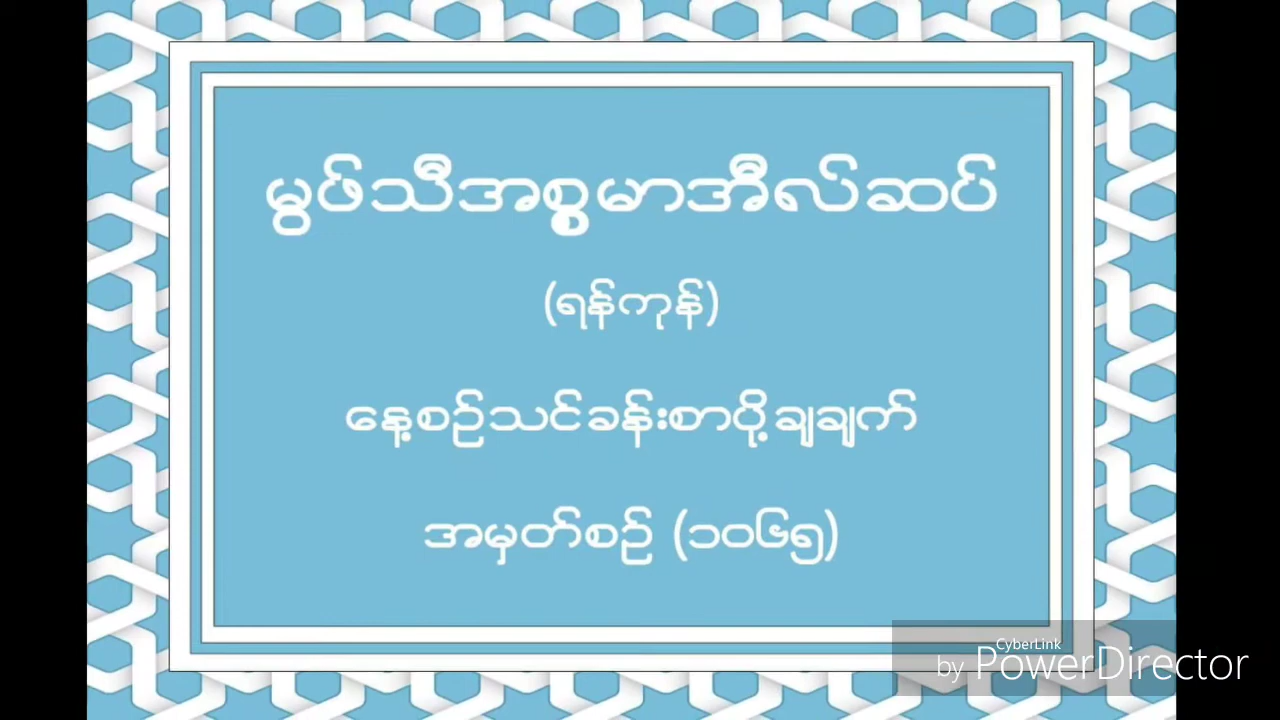 မွဖ်သီအစ္စမာအီလ်ဆပ်
(ရန်ကုန်)
နေ့စဉ်သင်ခန်းစာပို့ချချက်
အမှတ်စဉ် (၁၀၆၅)
CyberLink
by PowerDirector